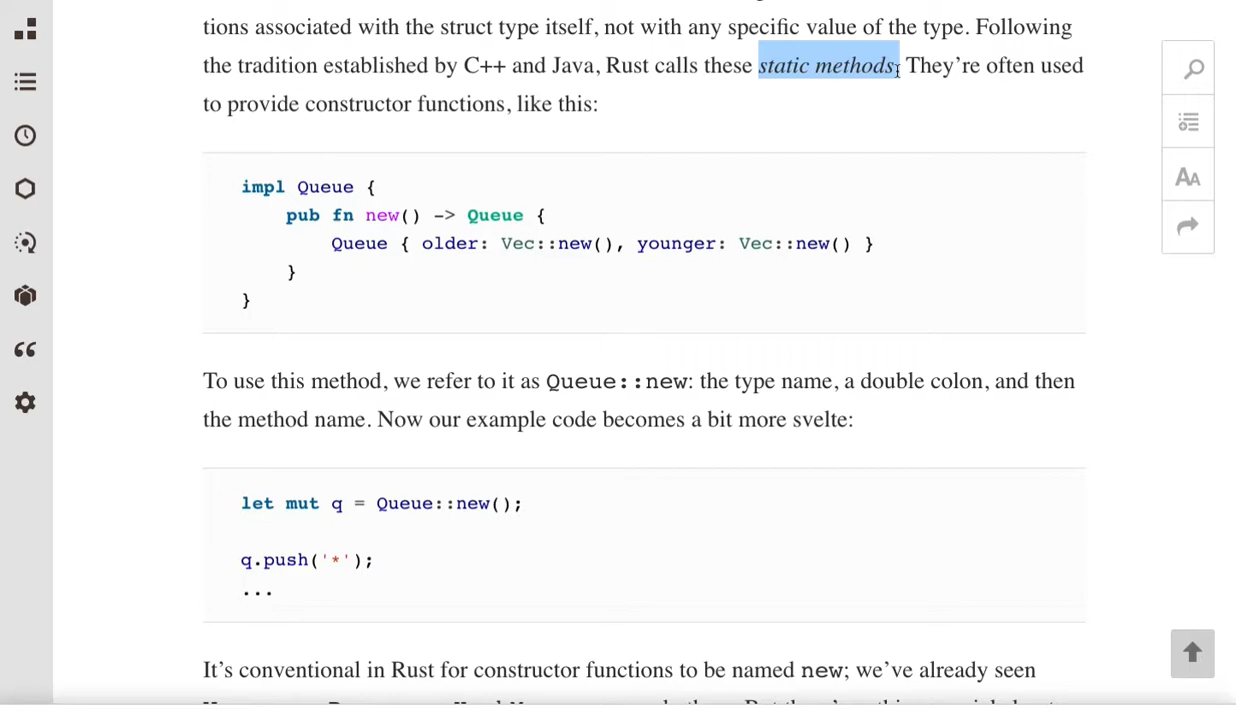 tions associated with the struct type itself, not with any specific value of the type. Following
the tradition established by C++ and Java, Rust calls these static methods. They’re often used
to provide constructor functions, like this:
impl Queue {
    pub fn new() -> Queue {
        Queue { older: Vec::new(), younger: Vec::new() }
    }
}
To use this method, we refer to it as Queue::new: the type name, a double colon, and then
the method name. Now our example code becomes a bit more svelte:
let mut q = Queue::new();
q.push('*');
...
It’s conventional in Rust for constructor functions to be named new; we’ve already seen
AA